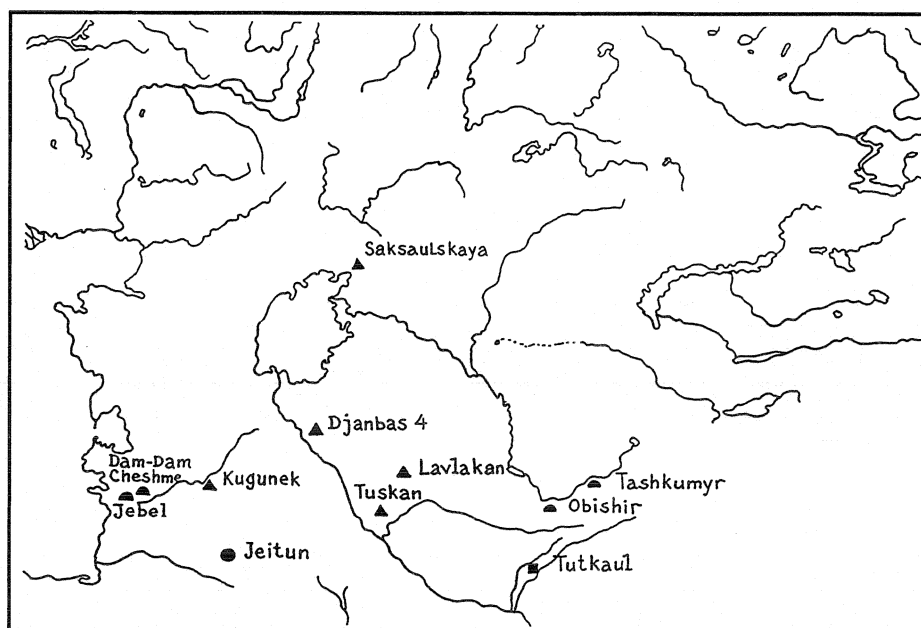 Saksaulskaya
Djanbas 4
Dam-Dam
Cheshme
Kugunek
Lavlakan
Tashkumyr
Jebel
Tuskan
Obishir
Jeitun
Tutkaul